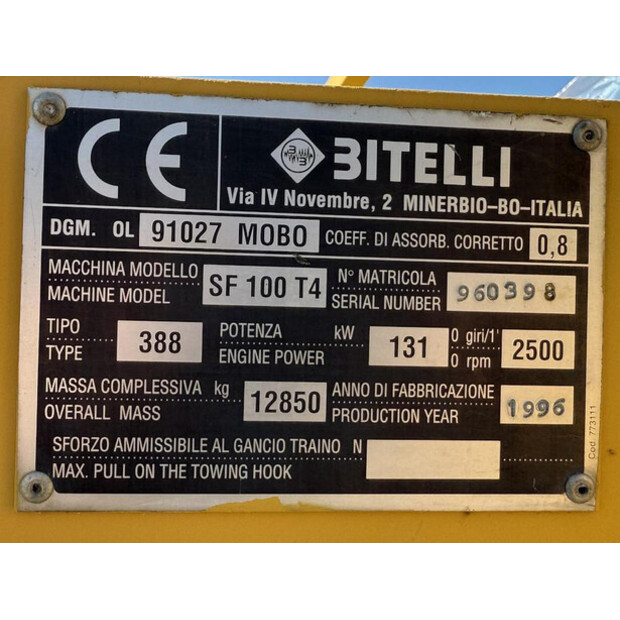 CE BITELLI
Via IV Novembre, 2 MINERBIO-BO-ITALIA
DGM. OL 91027 MOBO COEFF. DI ASSORB. CORRETTO 0,8
MACCHINA MODELLO SF 100 T4 N° MATRICOLA 960398
MACHINE MODEL SERIAL NUMBER
TIPO 388 POTENZA kW 131 0 giri/1' 2500
TYPE ENGINE POWER 0 rpm
MASSA COMPLESSIVA kg 12850 ANNO DI FABBRICAZIONE 1996
OVERALL MASS PRODUCTION YEAR
SFORZO AMMISSIBILE AL GANCIO TRAINO N
MAX. PULL ON THE TOWING HOOK
Cod. 773111